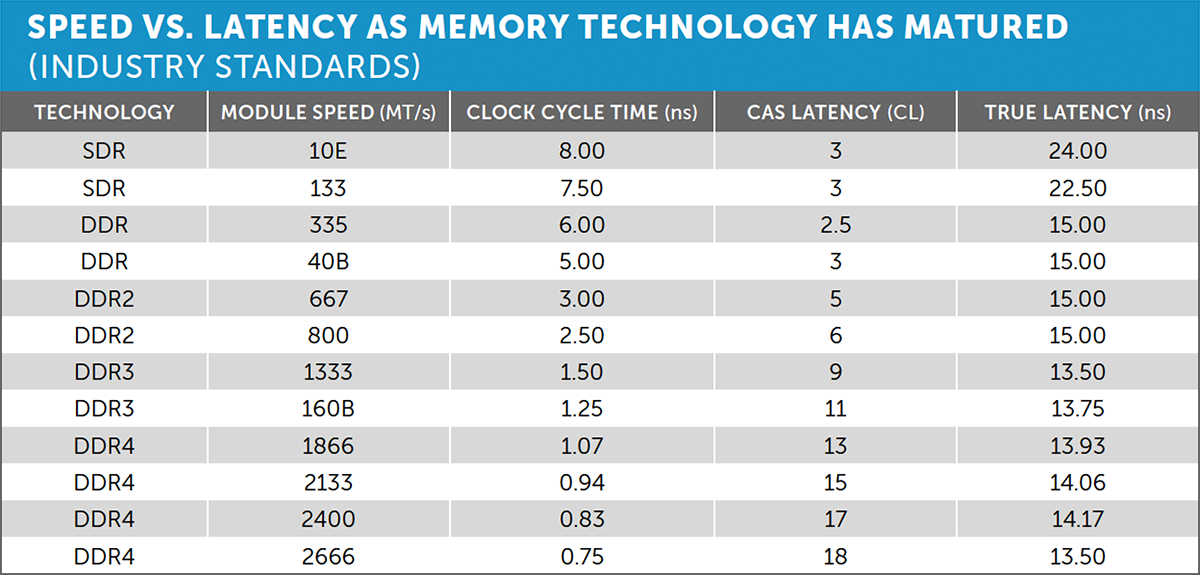 SPEED VS. LATENCY AS MEMORY TECHNOLOGY HAS MATURED
(INDUSTRY STANDARDS)
TECHNOLOGY MODULE SPEED (MT/s) CLOCK CYCLE TIME (ns) CAS LATENCY (CL) TRUE LATENCY (ns)
SDR 10E 8.00 3 24.00
SDR 133 7.50 3 22.50
DDR 335 6.00 2.5 15.00
DDR 40B 5.00 3 15.00
DDR2 667 3.00 5 15.00
DDR2 800 2.50 6 15.00
DDR3 1333 1.50 9 13.50
DDR3 160B 1.25 11 13.75
DDR4 1866 1.07 13 13.93
DDR4 2133 0.94 15 14.06
DDR4 2400 0.83 17 14.17
DDR4 2666 0.75 18 13.50